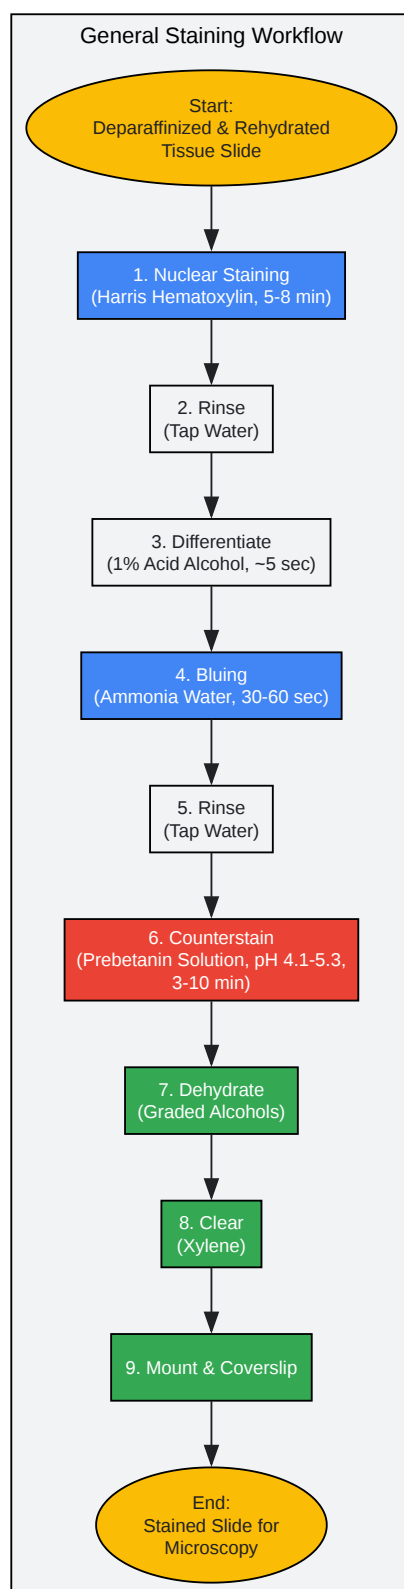 General Staining Workflow
Start:
Deparaffinized & Rehydrated
Tissue Slide
1. Nuclear Staining
(Harris Hematoxylin, 5-8 min)
2. Rinse
(Tap Water)
3. Differentiate
(1% Acid Alcohol, ~5 sec)
4. Bluing
(Ammonia Water, 30-60 sec)
5. Rinse
(Tap Water)
6. Counterstain
(Prebetanin Solution, pH 4.1-5.3,
3-10 min)
7. Dehydrate
(Graded Alcohols)
8. Clear
(Xylene)
9. Mount & Coverslip
End:
Stained Slide for
Microscopy